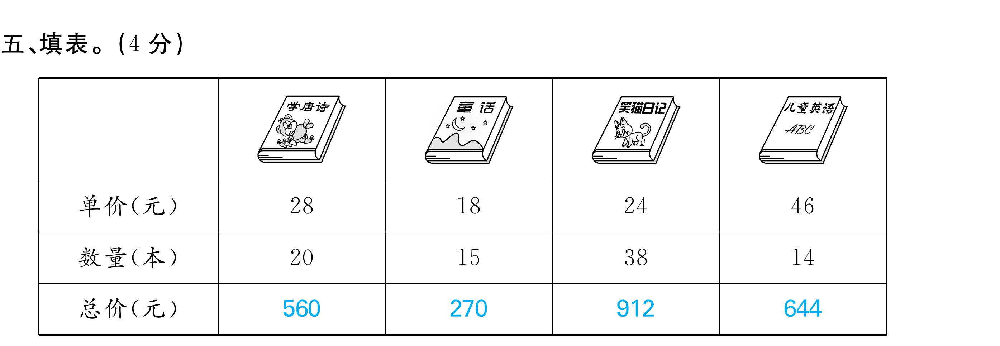 五、填表。(4 分)
学唐诗 童话 笑猫日记 儿童英语
ABC
单价(元) 28 18 24 46
数量(本) 20 15 38 14
总价(元) 560 270 912 644